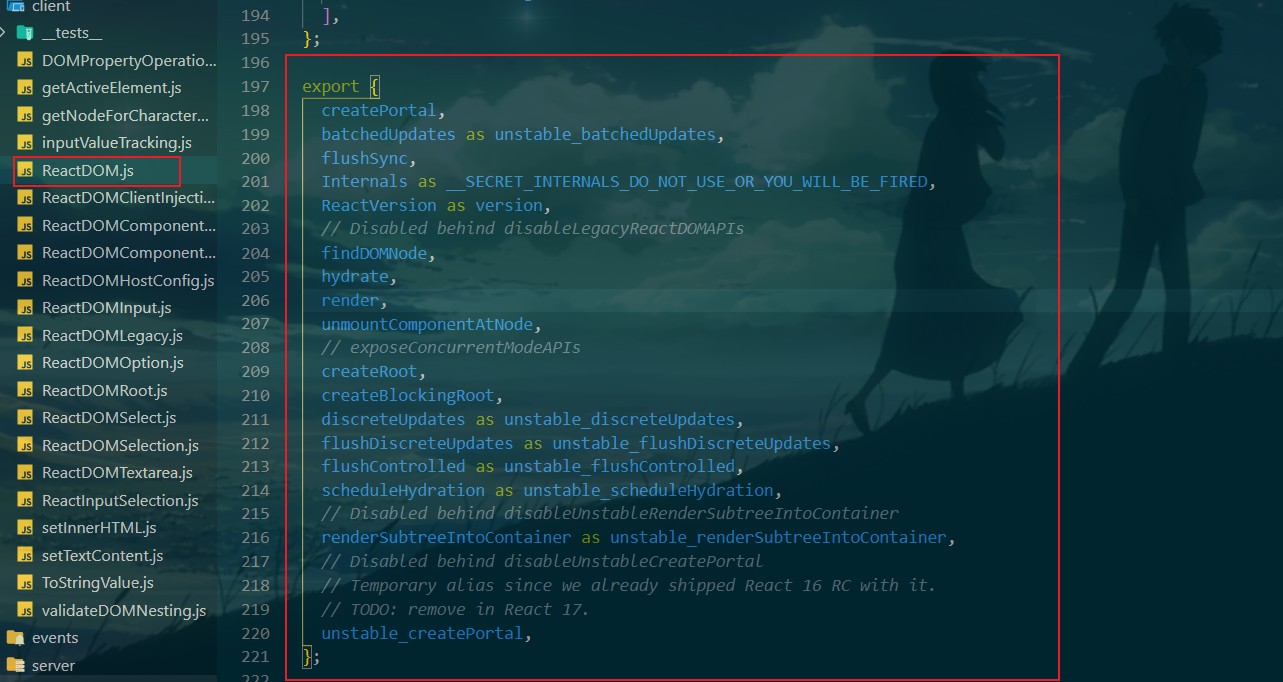 client
__tests__
DOMPropertyOperatio...
getActiveElement.js
getNodeForCharacter...
inputValueTracking.js
ReactDOM.js
ReactDOMClientInjecti...
ReactDOMComponent...
ReactDOMComponent...
ReactDOMHostConfig.js
ReactDOMInput.js
ReactDOMLegacy.js
ReactDOMOption.js
ReactDOMRoot.js
ReactDOMSelect.js
ReactDOMSelection.js
ReactDOMTextarea.js
ReactInputSelection.js
setInnerHTML.js
setTextContent.js
ToStringValue.js
validateDOMNesting.js
events
server
194 ],
195 };
196
197 export {
198 createPortal,
199 batchedUpdates as unstable_batchedUpdates,
200 flushSync,
201 Internals as __SECRET_INTERNALS_DO_NOT_USE_OR_YOU_WILL_BE_FIRED,
202 ReactVersion as version,
203 // Disabled behind disableLegacyReactDOMAPIs
204 findDOMNode,
205 hydrate,
206 render,
207 unmountComponentAtNode,
208 // exposeConcurrentModeAPIs
209 createRoot,
210 createBlockingRoot,
211 discreteUpdates as unstable_discreteUpdates,
212 flushDiscreteUpdates as unstable_flushDiscreteUpdates,
213 flushControlled as unstable_flushControlled,
214 scheduleHydration as unstable_scheduleHydration,
215 // Disabled behind disableUnstableRenderSubtreeIntoContainer
216 renderSubtreeIntoContainer as unstable_renderSubtreeIntoContainer,
217 // Disabled behind disableUnstableCreatePortal
218 // Temporary alias since we already shipped React 16 RC with it.
219 // TODO: remove in React 17.
220 unstable_createPortal,
221 };
222